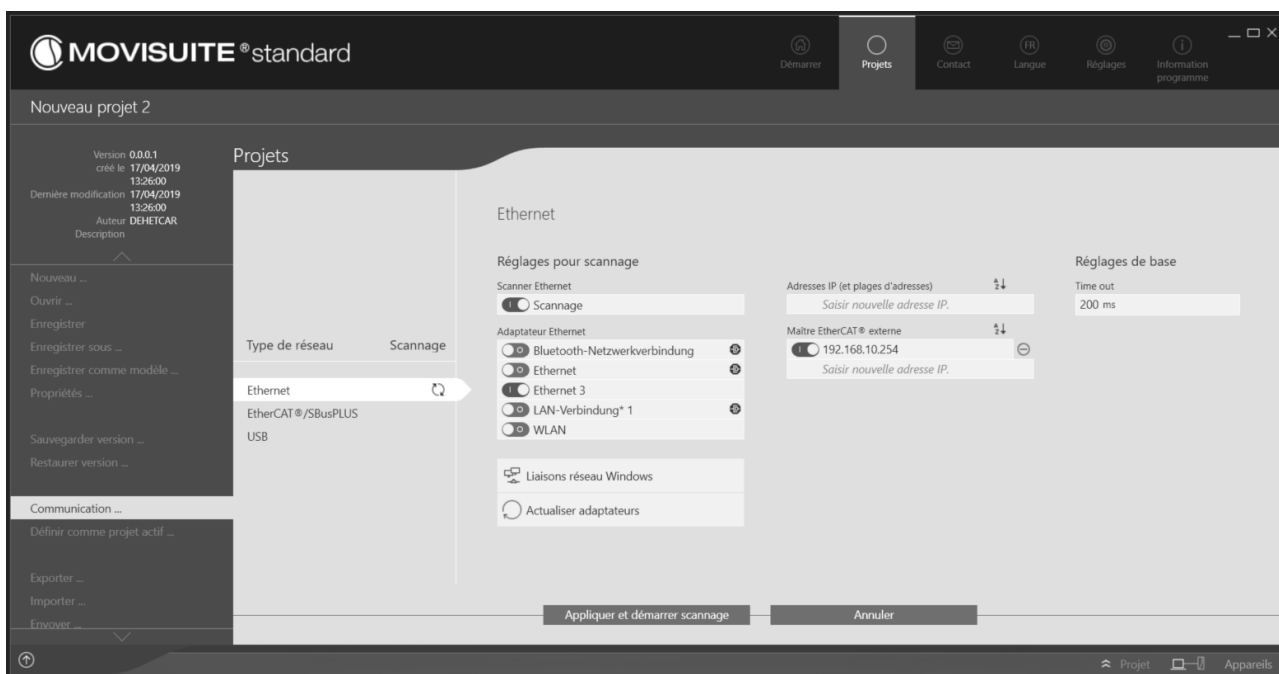 MOVISUITE®standard
Démarrer
Projets
Contact
FR
Langue
Réglages
Information
programme
Nouveau projet 2
Version 0.0.0.1
créé le 17/04/2019
13:26:00
Dernière modification 17/04/2019
13:26:00
Auteur DEHETCAR
Description
Nouveau ...
Ouvrir ...
Enregistrer
Enregistrer sous ...
Enregistrer comme modèle ...
Propriétés ...
Sauvegarder version ...
Restaurer version ...
Communication ...
Définir comme projet actif ...
Exporter ...
Importer ...
Envoyer ...
Projets
Type de réseau Scannage
Ethernet
EtherCAT®/SBusPLUS
USB
Ethernet
Réglages pour scannage
Scanner Ethernet
Scannage
Adaptateur Ethernet
Bluetooth-Netzwerkverbindung
Ethernet
Ethernet 3
LAN-Verbindung* 1
WLAN
Liaisons réseau Windows
Actualiser adaptateurs
Adresses IP (et plages d'adresses)
Saisir nouvelle adresse IP.
Maître EtherCAT® externe
192.168.10.254
Saisir nouvelle adresse IP.
Réglages de base
Time out
200 ms
Appliquer et démarrer scannage
Annuler
Projet
Appareils